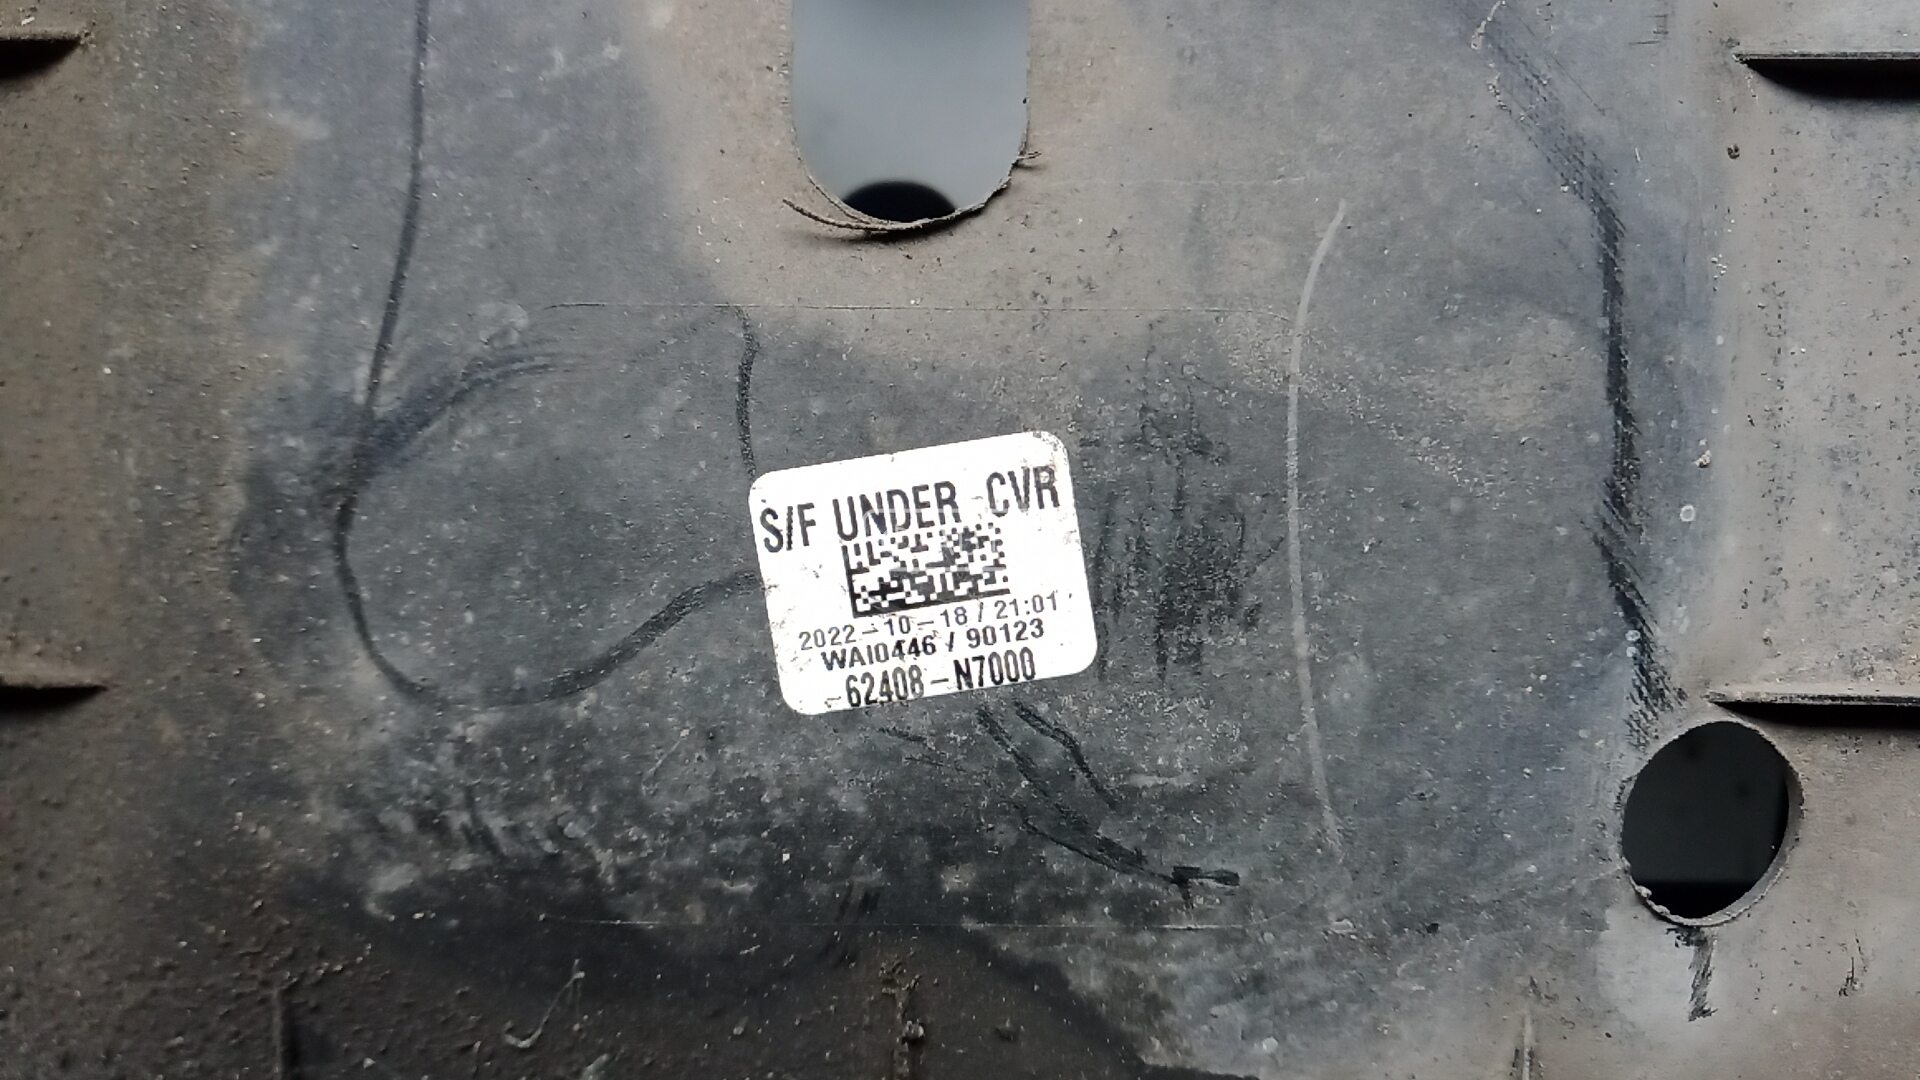 S/F UNDER CVR
2022-10-18 / 21:01
WAI0446 / 90123
62408-N7000